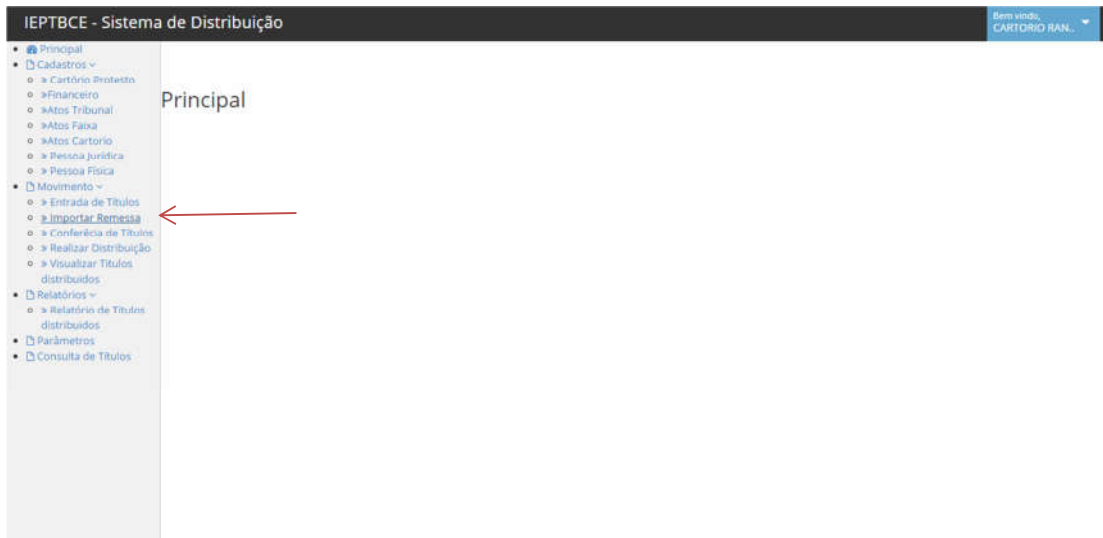 IEPTBCE - Sistema de Distribuição
Bem vindo,
CARTORIO RAN...
Principal
Cadastros
» Cartório Protesto
»Financeiro
»Atos Tribunal
»Atos Faixa
»Atos Cartorio
» Pessoa Jurídica
» Pessoa Física
Movimento
» Entrada de Títulos
» Importar Remessa
» Conferêcia de Títulos
» Realizar Distribuição
» Visualizar Titulos
distribuidos
Relatórios
» Relatório de Titulos
distribuidos
Parâmetros
Consulta de Títulos
Principal